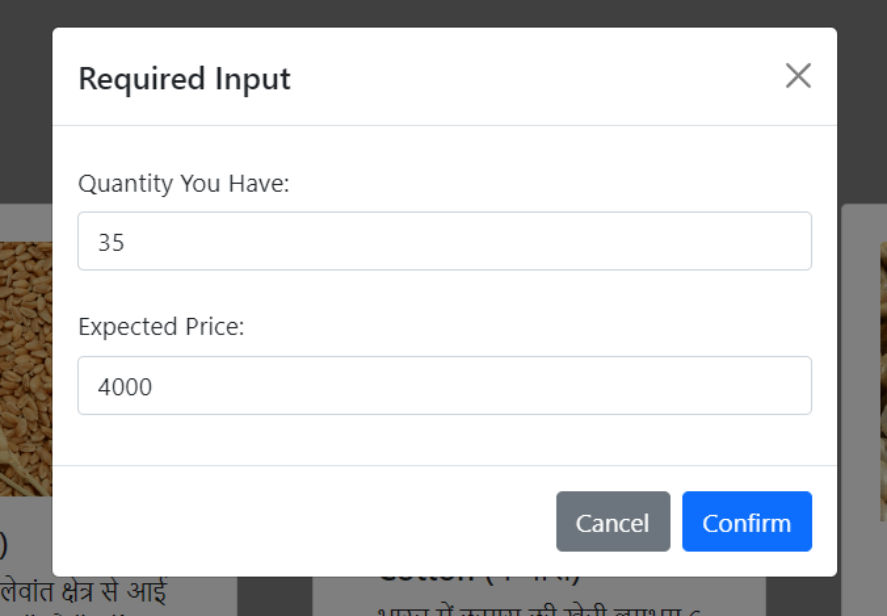 Required Input
Quantity You Have:
35
Expected Price:
4000
Cancel
Confirm
)
लेवांत क्षेत्र से आई